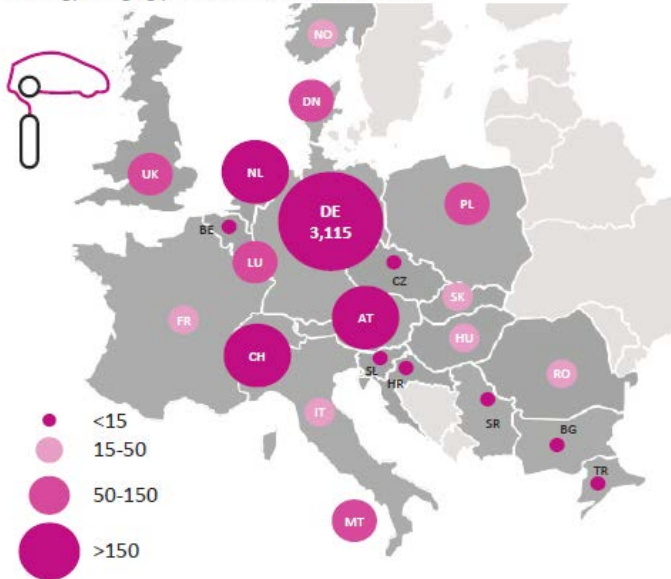 NO
DN
UK
NL
DE
3,115
PL
BE
LU
CZ
SK
FR
AT
HU
CH
SL
HR
RO
IT
SR
BG
TR
MT
<15
15-50
50-150
>150